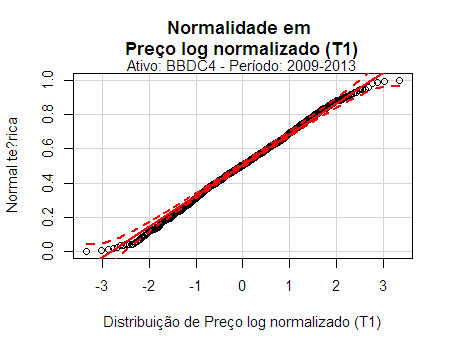 Normalidade em
Preço log normalizado (T1)
Ativo: BBDC4 - Período: 2009-2013
Normal te?rica
1.0
0.8
0.6
0.4
0.2
0.0
-3 -2 -1 0 1 2 3
Distribuição de Preço log normalizado (T1)